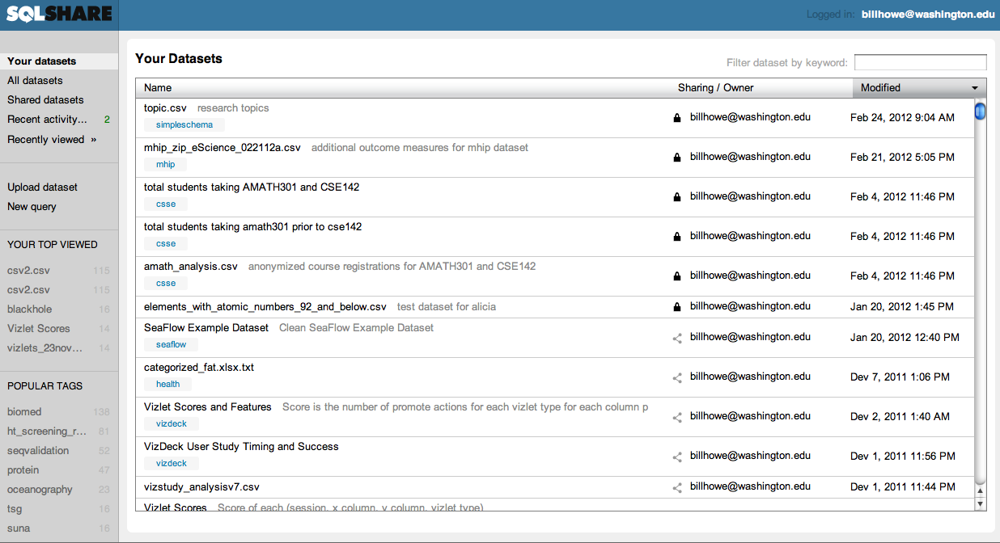 SQLSHARE
Logged in: billhowe@washington.edu
Your datasets
All datasets
Shared datasets
Recent activity... 2
Recently viewed »
Upload dataset
New query
YOUR TOP VIEWED
csv2.csv 115
csv2.csv 115
blackhole 16
Vizlet Scores 14
vizlets_23nov... 14
POPULAR TAGS
biomed 138
ht_screening_r... 81
seqvalidation 52
protein 47
oceanography 23
tsg 16
suna 16
Your Datasets
Filter dataset by keyword:
Name Sharing / Owner Modified
topic.csv research topics
simpleschema
billhowe@washington.edu Feb 24, 2012 9:04 AM
mhip_zip_eScience_022112a.csv additional outcome measures for mhip dataset
mhip
billhowe@washington.edu Feb 21, 2012 5:05 PM
total students taking AMATH301 and CSE142
csse
billhowe@washington.edu Feb 4, 2012 11:46 PM
total students taking amath301 prior to cse142
csse
billhowe@washington.edu Feb 4, 2012 11:46 PM
amath_analysis.csv anonymized course registrations for AMATH301 and CSE142
csse
billhowe@washington.edu Feb 4, 2012 11:46 PM
elements_with_atomic_numbers_92_and_below.csv test dataset for alicia billhowe@washington.edu Jan 20, 2012 1:45 PM
SeaFlow Example Dataset Clean SeaFlow Example Dataset
seaflow
billhowe@washington.edu Jan 20, 2012 12:40 PM
categorized_fat.xlsx.txt
health
billhowe@washington.edu Dev 7, 2011 1:06 PM
Vizlet Scores and Features Score is the number of promote actions for each vizlet type for each column p
vizdeck
billhowe@washington.edu Dev 2, 2011 1:40 AM
VizDeck User Study Timing and Success
vizdeck
billhowe@washington.edu Dev 1, 2011 11:56 PM
vizstudy_analysisv7.csv billhowe@washington.edu Dev 1, 2011 11:44 PM
Vizlet Scores Score of each (session, x column, y column, vizlet type)